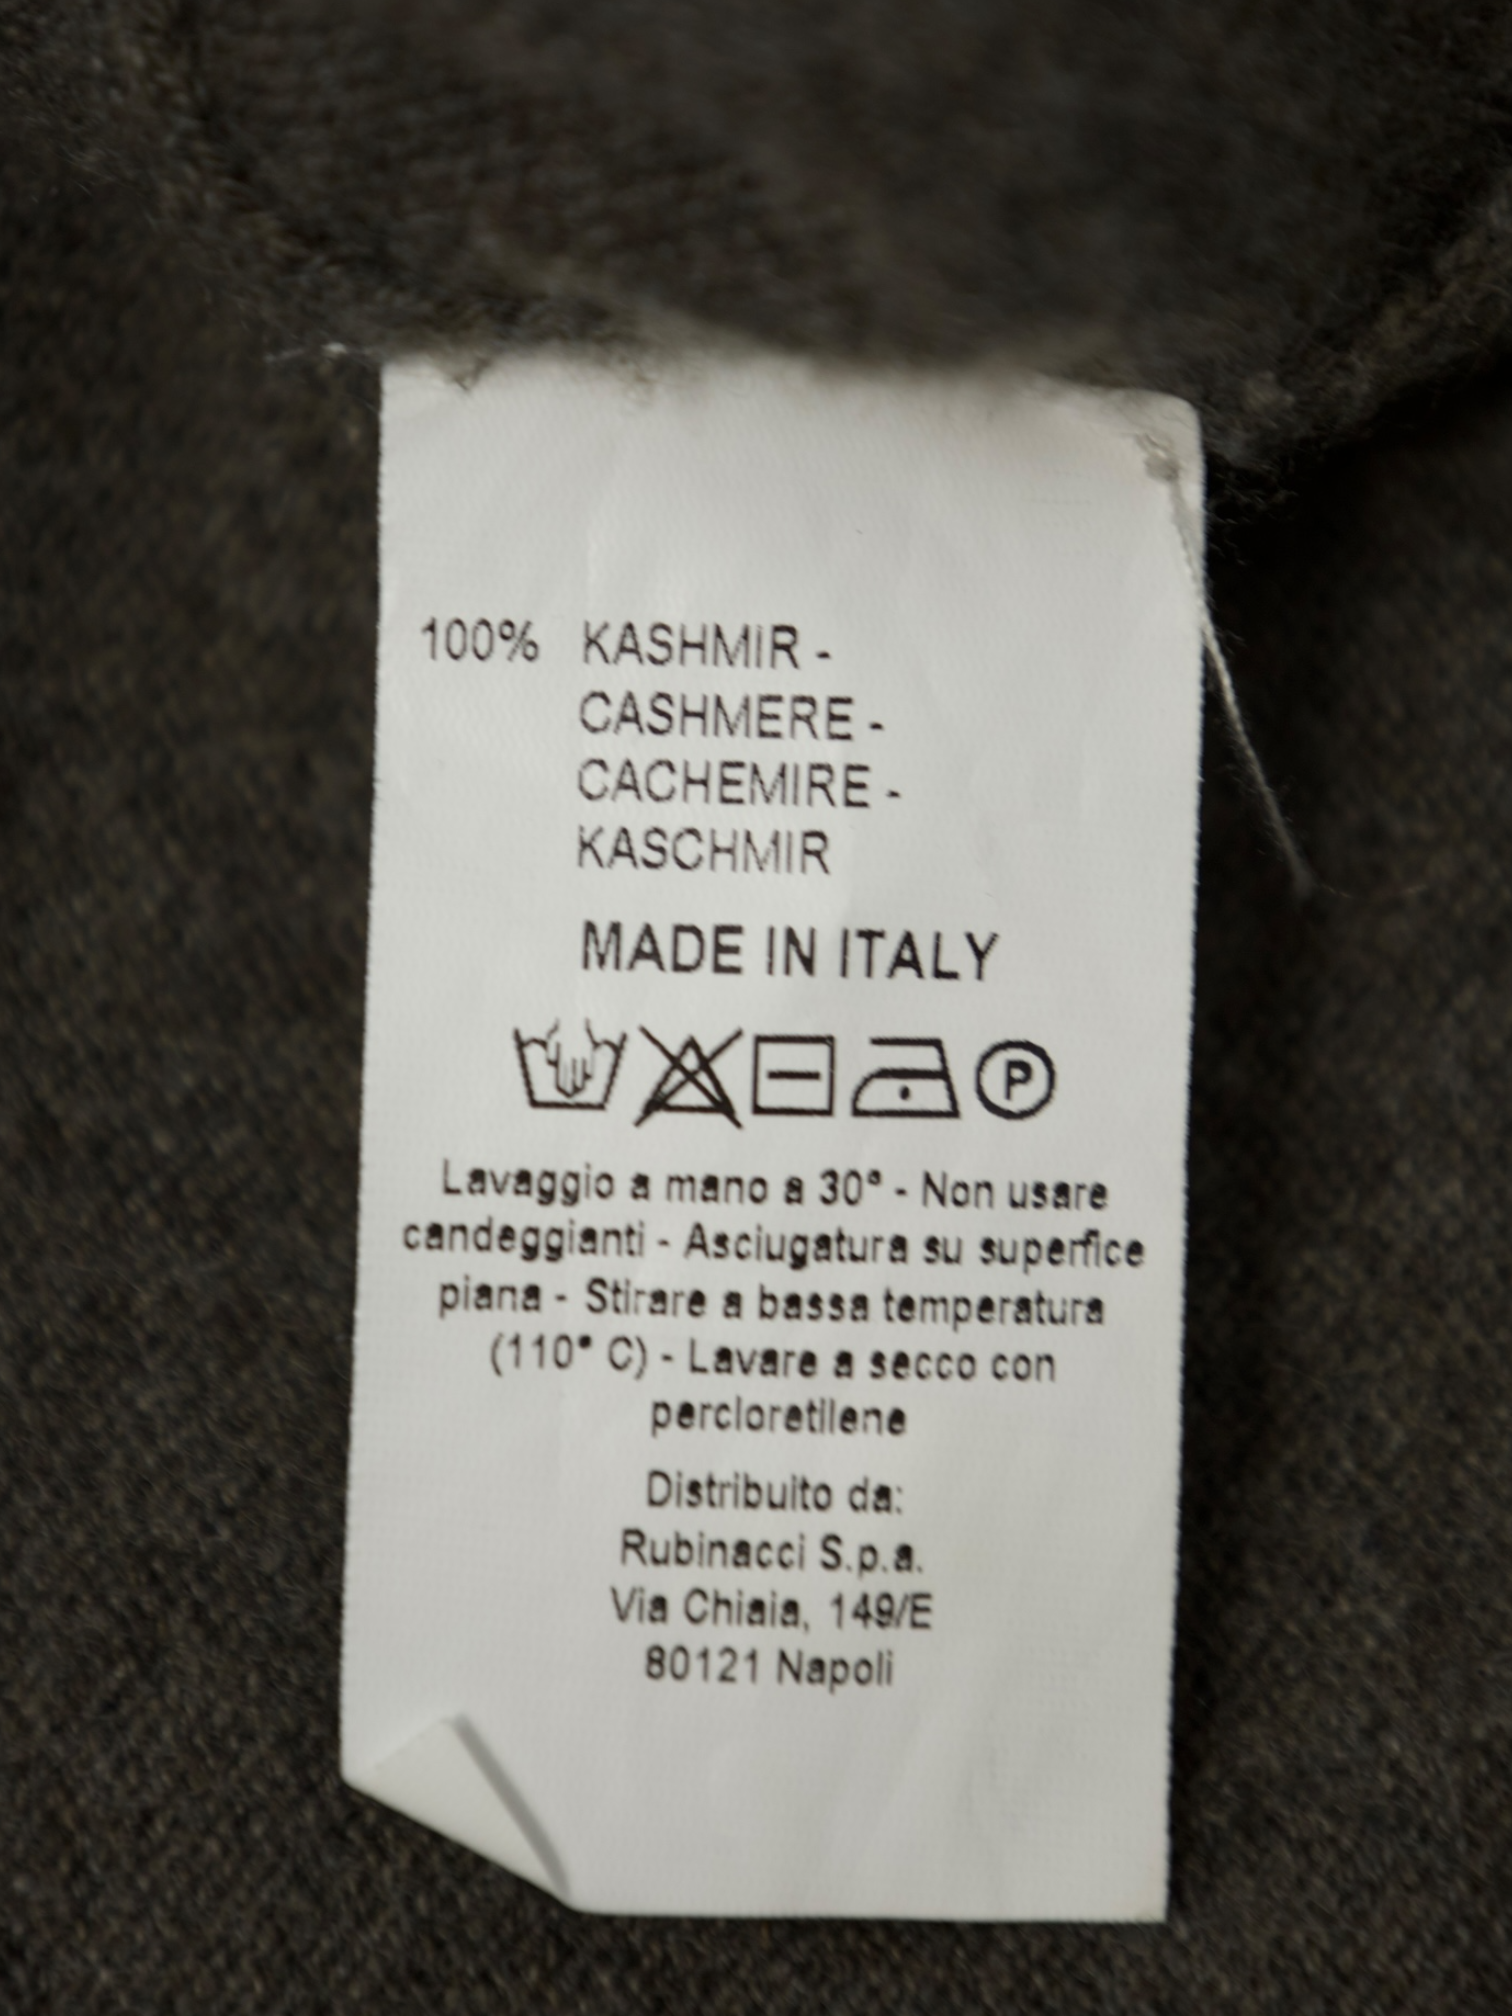 100% KASHMIR -
CASHMERE -
CACHEMIRE -
KASCHMIR
MADE IN ITALY
P
Lavaggio a mano a 30° - Non usare
candeggianti - Asciugatura su superfice
piana - Stirare a bassa temperatura
(110° C) - Lavare a secco con
percloretilene
Distribuito da:
Rubinacci S.p.a.
Via Chiaia, 149/E
80121 Napoli